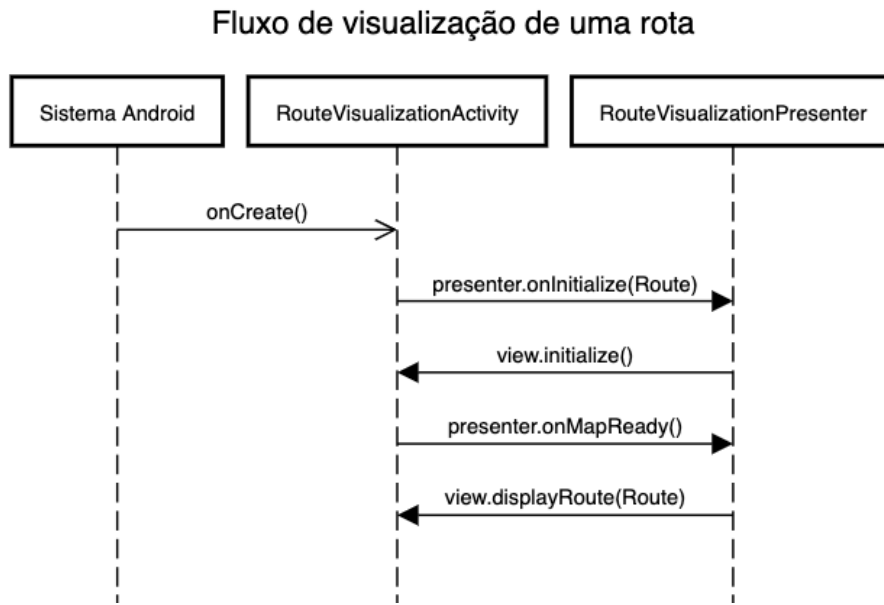 Fluxo de visualização de uma rota
Sistema Android
RouteVisualizationActivity
RouteVisualizationPresenter
onCreate()
presenter.onInitialize(Route)
view.initialize()
presenter.onMapReady()
view.displayRoute(Route)